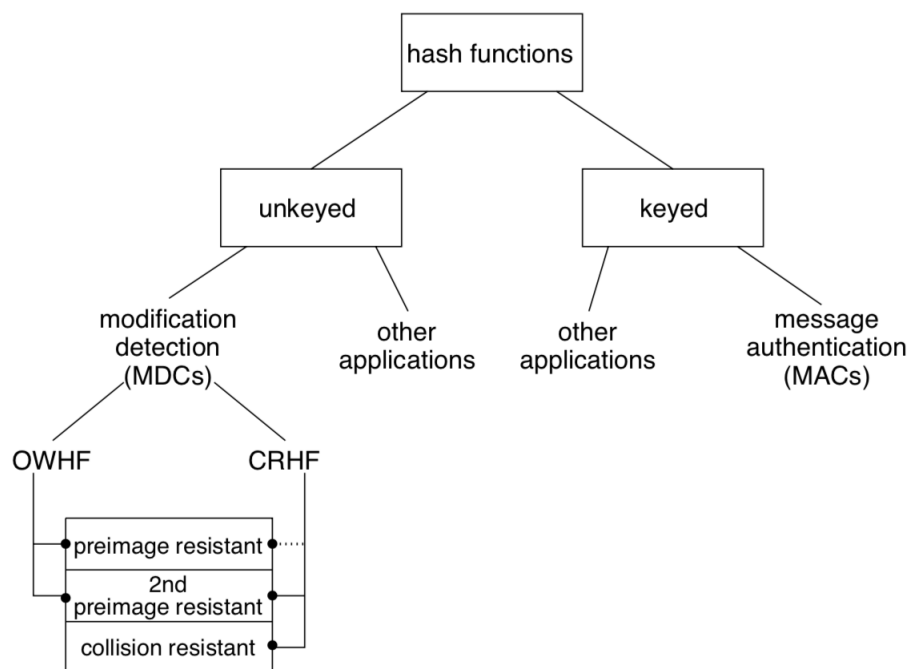 hash functions
unkeyed
keyed
modification
detection
(MDCs)
other
applications
other
applications
message
authentication
(MACs)
OWHF
CRHF
preimage resistant
2nd
preimage resistant
collision resistant